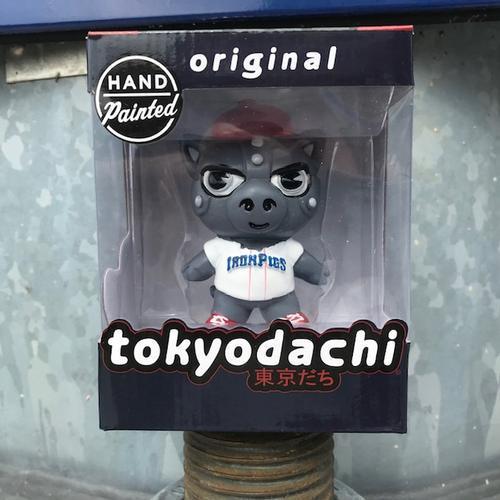 original
HAND
Painted
IRONPIGS
tokyodachi
東京だち